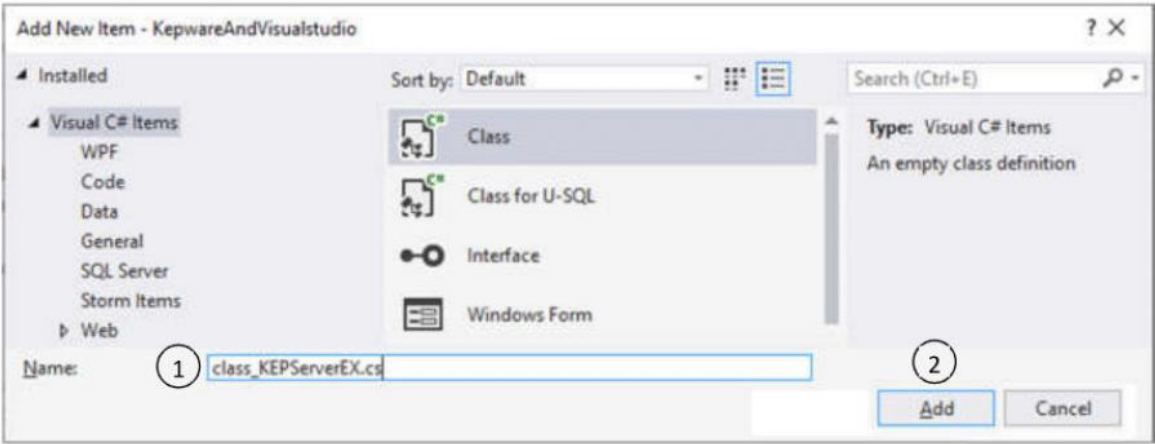 Add New Item - KepwareAndVisualstudio
? ×
Installed
Sort by: Default
Search (Ctrl+E)
Visual C# Items
WPF
Code
Data
General
SQL Server
Storm Items
Web
C# Class
C# Class for U-SQL
Interface
Windows Form
Type: Visual C# Items
An empty class definition
Name: 1 class_KEPServerEX.cs
2
Add Cancel